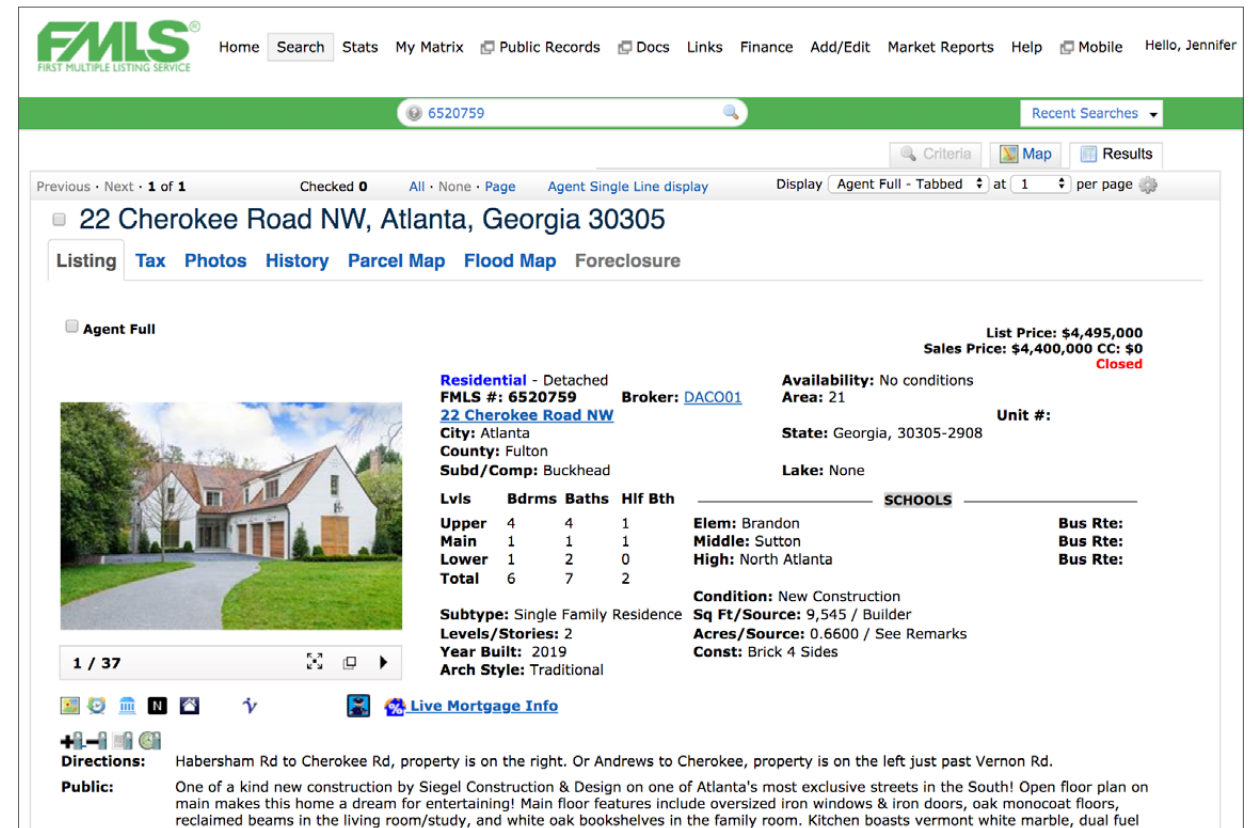 FMLS®
FIRST MULTIPLE LISTING SERVICE
Home Search Stats My Matrix Public Records Docs Links Finance Add/Edit Market Reports Help Mobile Hello, Jennifer
6520759 Recent Searches
Criteria Map Results
Previous · Next · 1 of 1 Checked 0 All · None · Page Agent Single Line display Display Agent Full - Tabbed at 1 per page
22 Cherokee Road NW, Atlanta, Georgia 30305
Listing Tax Photos History Parcel Map Flood Map Foreclosure
Agent Full
List Price: $4,495,000
Sales Price: $4,400,000 CC: $0
Closed
Residential - Detached Availability: No conditions
FMLS #: 6520759 Broker: DACO01 Area: 21
22 Cherokee Road NW Unit #:
City: Atlanta State: Georgia, 30305-2908
County: Fulton
Subd/Comp: Buckhead Lake: None
Lvls Bdrms Baths Hlf Bth SCHOOLS
Upper 4 4 1 Elem: Brandon Bus Rte:
Main 1 1 1 Middle: Sutton Bus Rte:
Lower 1 2 0 High: North Atlanta Bus Rte:
Total 6 7 2
Condition: New Construction
Subtype: Single Family Residence Sq Ft/Source: 9,545 / Builder
Levels/Stories: 2 Acres/Source: 0.6600 / See Remarks
Year Built: 2019 Const: Brick 4 Sides
Arch Style: Traditional
1 / 37
N Live Mortgage Info
Directions: Habersham Rd to Cherokee Rd, property is on the right. Or Andrews to Cherokee, property is on the left just past Vernon Rd.
Public: One of a kind new construction by Siegel Construction & Design on one of Atlanta's most exclusive streets in the South! Open floor plan on
main makes this home a dream for entertaining! Main floor features include oversized iron windows & iron doors, oak monocoat floors,
reclaimed beams in the living room/study, and white oak bookshelves in the family room. Kitchen boasts vermont white marble, dual fuel